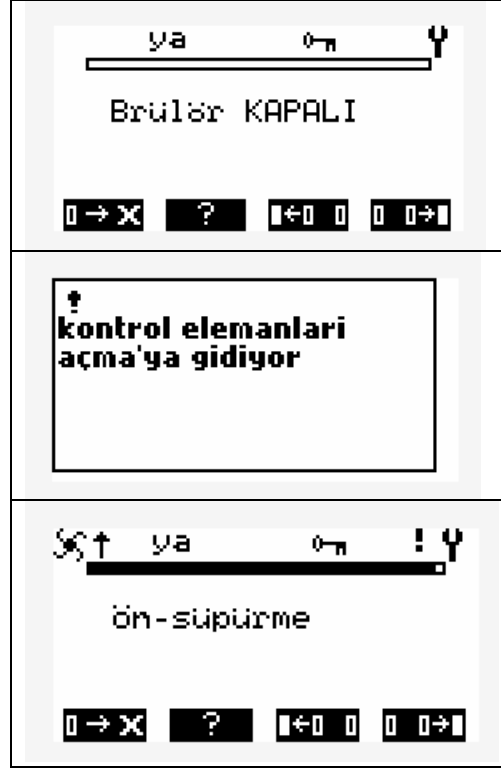 ya
Brülör KAPALI
?
kontrol elemanlari
açma'ya gidiyor
ya !
ön-süpürme
?